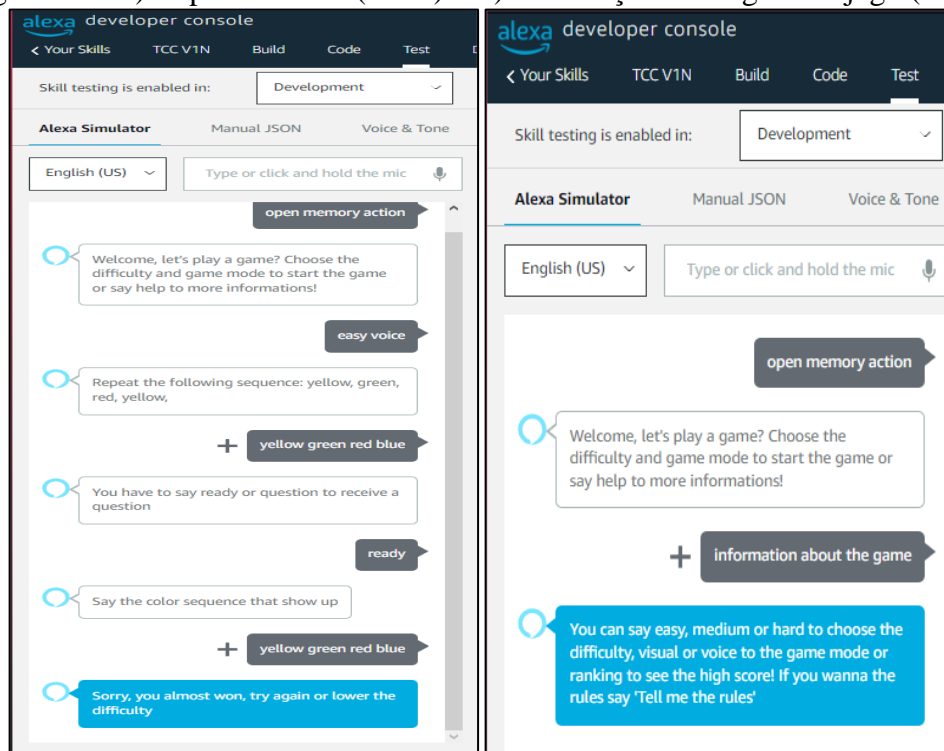 alexa developer console
< Your Skills TCC V1N Build Code Test
Skill testing is enabled in: Development
Alexa Simulator Manual JSON Voice & Tone
English (US) Type or click and hold the mic
open memory action
Welcome, let's play a game? Choose the
difficulty and game mode to start the game
or say help to more informations!
easy voice
Repeat the following sequence: yellow, green,
red, yellow,
+ yellow green red blue
You have to say ready or question to receive a
question
ready
Say the color sequence that show up
+ yellow green red blue
Sorry, you almost won, try again or lower the
difficulty
alexa developer console
< Your Skills TCC V1N Build Code Test
Skill testing is enabled in: Development
Alexa Simulator Manual JSON Voice & Tone
English (US) Type or click and hold the mic
open memory action
Welcome, let's play a game? Choose the
difficulty and game mode to start the game or
say help to more informations!
+ information about the game
You can say easy, medium or hard to choose the
difficulty, visual or voice to the game mode or
ranking to see the high score! If you wanna the
rules say 'Tell me the rules'